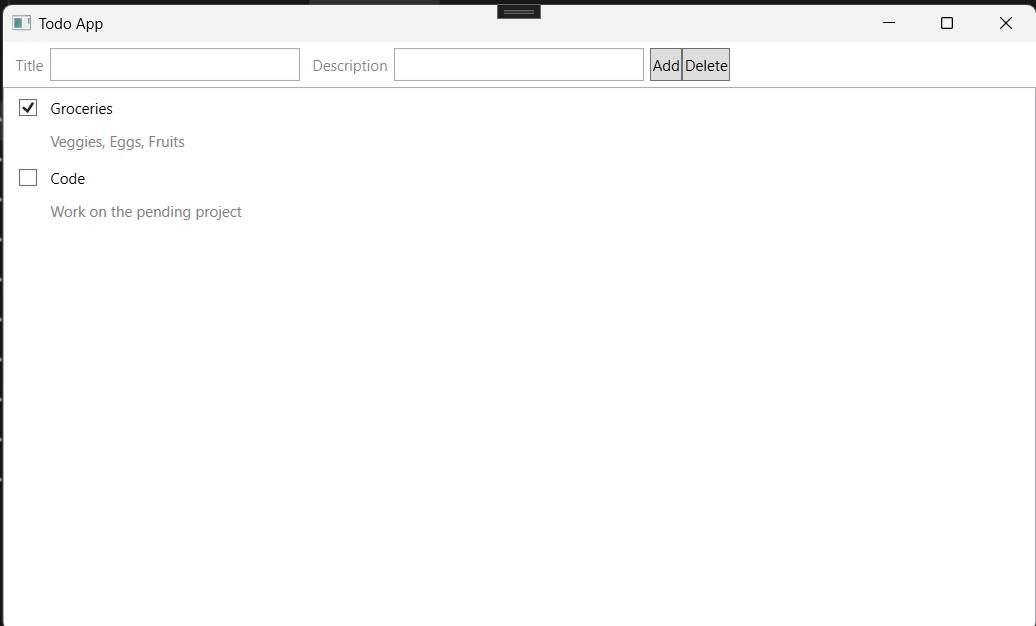 Todo App
Title Description Add Delete
Groceries
Veggies, Eggs, Fruits
Code
Work on the pending project